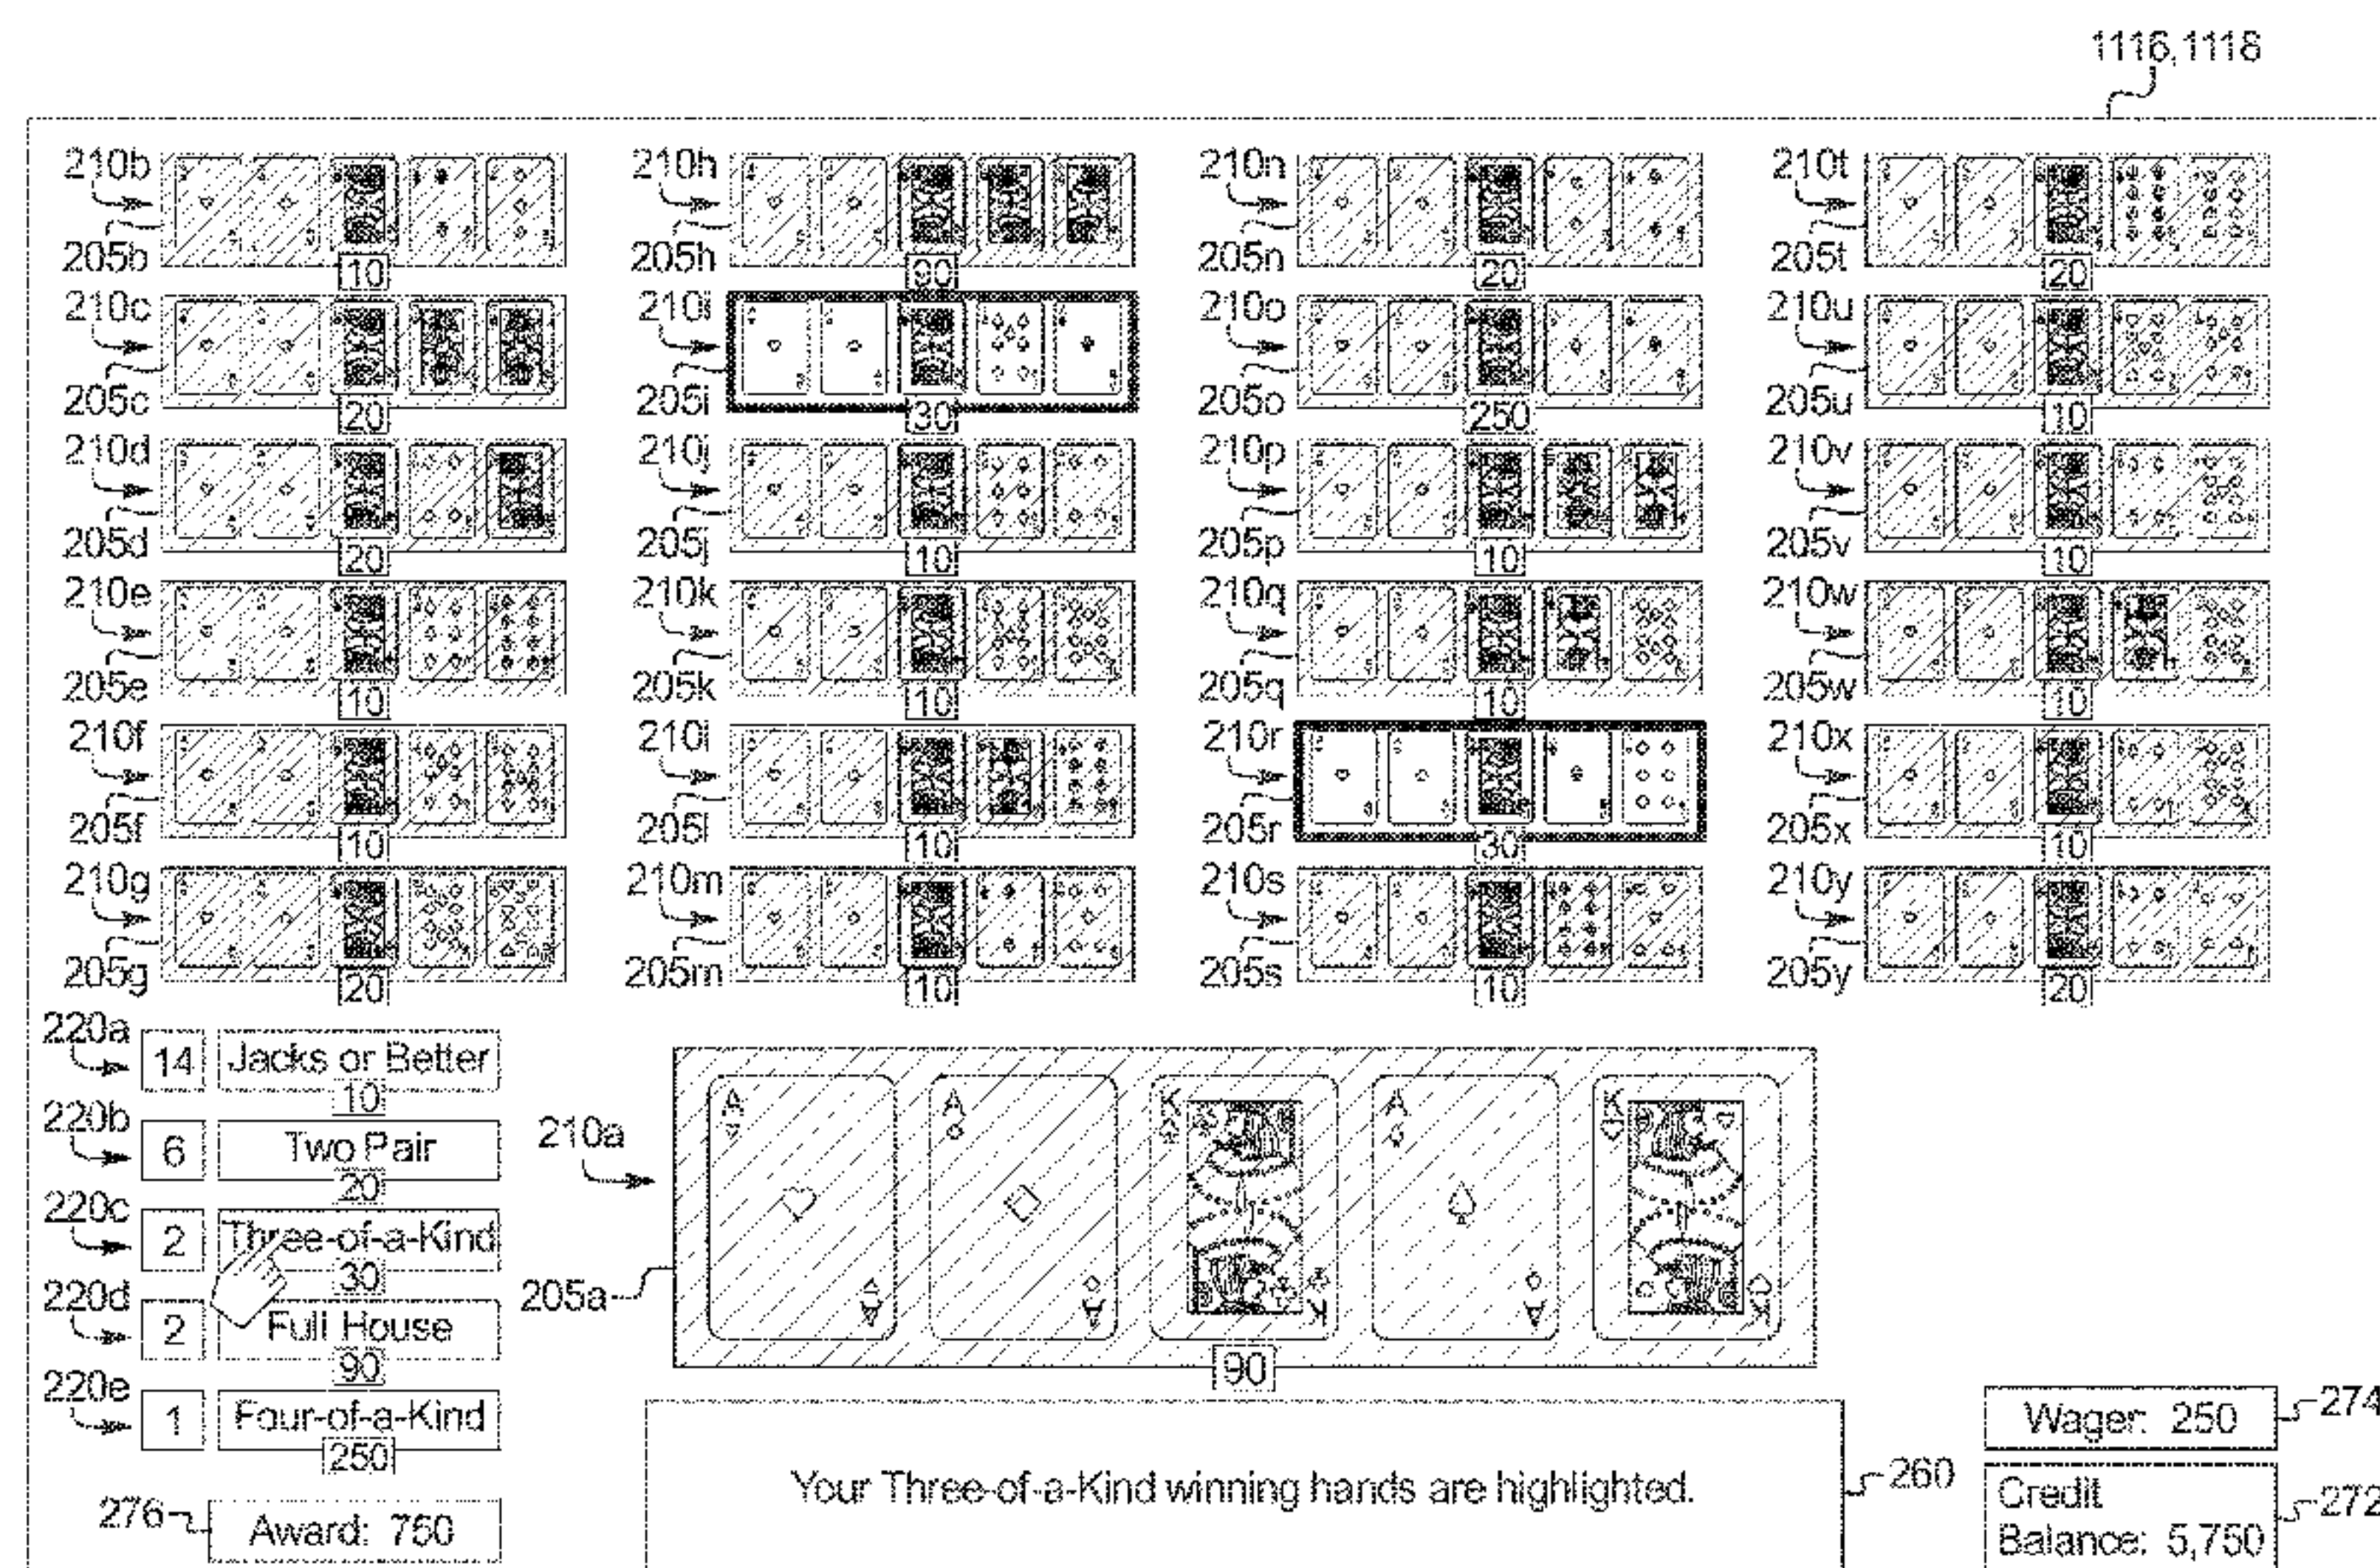 1116,1118
210b 210h 210n 210t
205b 205h 205n 205t
10 90 20 20
210c 210i 210o 210u
205c 205i 205o 205u
20 30 250 10
210d 210j 210p 210v
205d 205j 205p 205v
20 10 10 10
210e 210k 210q 210w
205e 205k 205q 205w
10 10 10 10
210f 210l 210r 210x
205f 205l 205r 205x
10 10 30 10
210g 210m 210s 210y
205g 205m 205s 205y
20 10 10 20
220a 14 Jacks or Better
10
220b 6 Two Pair
20
220c 2 Three-of-a-Kind
30
220d 2 Full House
90
220e 1 Four-of-a-Kind
250
276 Award: 750
210a
205a
A A K A K
A A K A K
90
Your Three-of-a-Kind winning hands are highlighted.
260
Wager: 250 274
Credit
Balance: 5,750 272